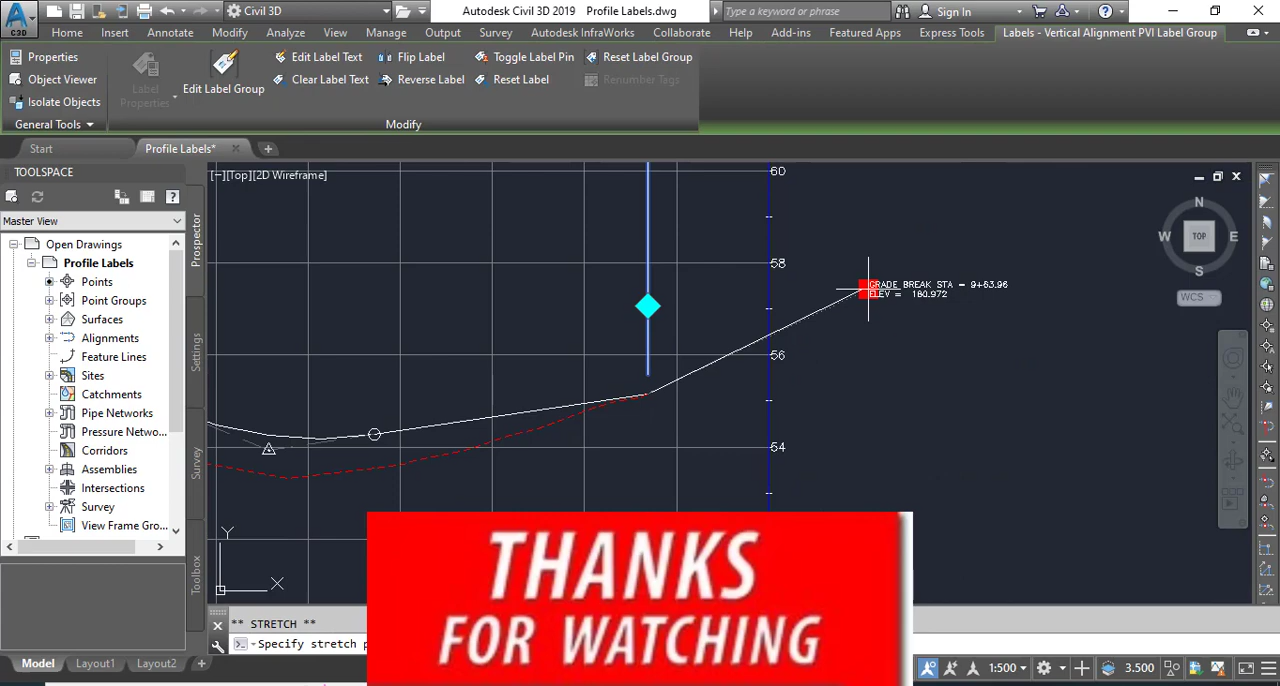 Civil 3D
Autodesk Civil 3D 2019 Profile Labels.dwg
Type a keyword or phrase
Sign In
C3D
Home Insert Annotate Modify Analyze View Manage Output Survey Autodesk InfraWorks Collaborate Help Add-ins Featured Apps Express Tools Labels - Vertical Alignment PVI Label Group
Properties
Object Viewer
Isolate Objects
General Tools
Label
Properties
Edit Label Group
Edit Label Text
Clear Label Text
Flip Label
Reverse Label
Toggle Label Pin
Reset Label
Reset Label Group
Renumber Tags
Modify
Start
Profile Labels*
TOOLSPACE
Master View
Open Drawings
Profile Labels
Points
Point Groups
Surfaces
Alignments
Feature Lines
Sites
Catchments
Pipe Networks
Pressure Netwo...
Corridors
Assemblies
Intersections
Survey
View Frame Gro...
Prospector
Settings
Survey
Toolbox
[−][Top][2D Wireframe]
60
58
56
54
GRADE BREAK STA = 9+63.96
ELEV = 180.972
N
W
TOP
E
S
WCS
Y
X
** STRETCH **
Specify stretch p
THANKS
FOR WATCHING
Model
Layout1
Layout2
1:500
3.500